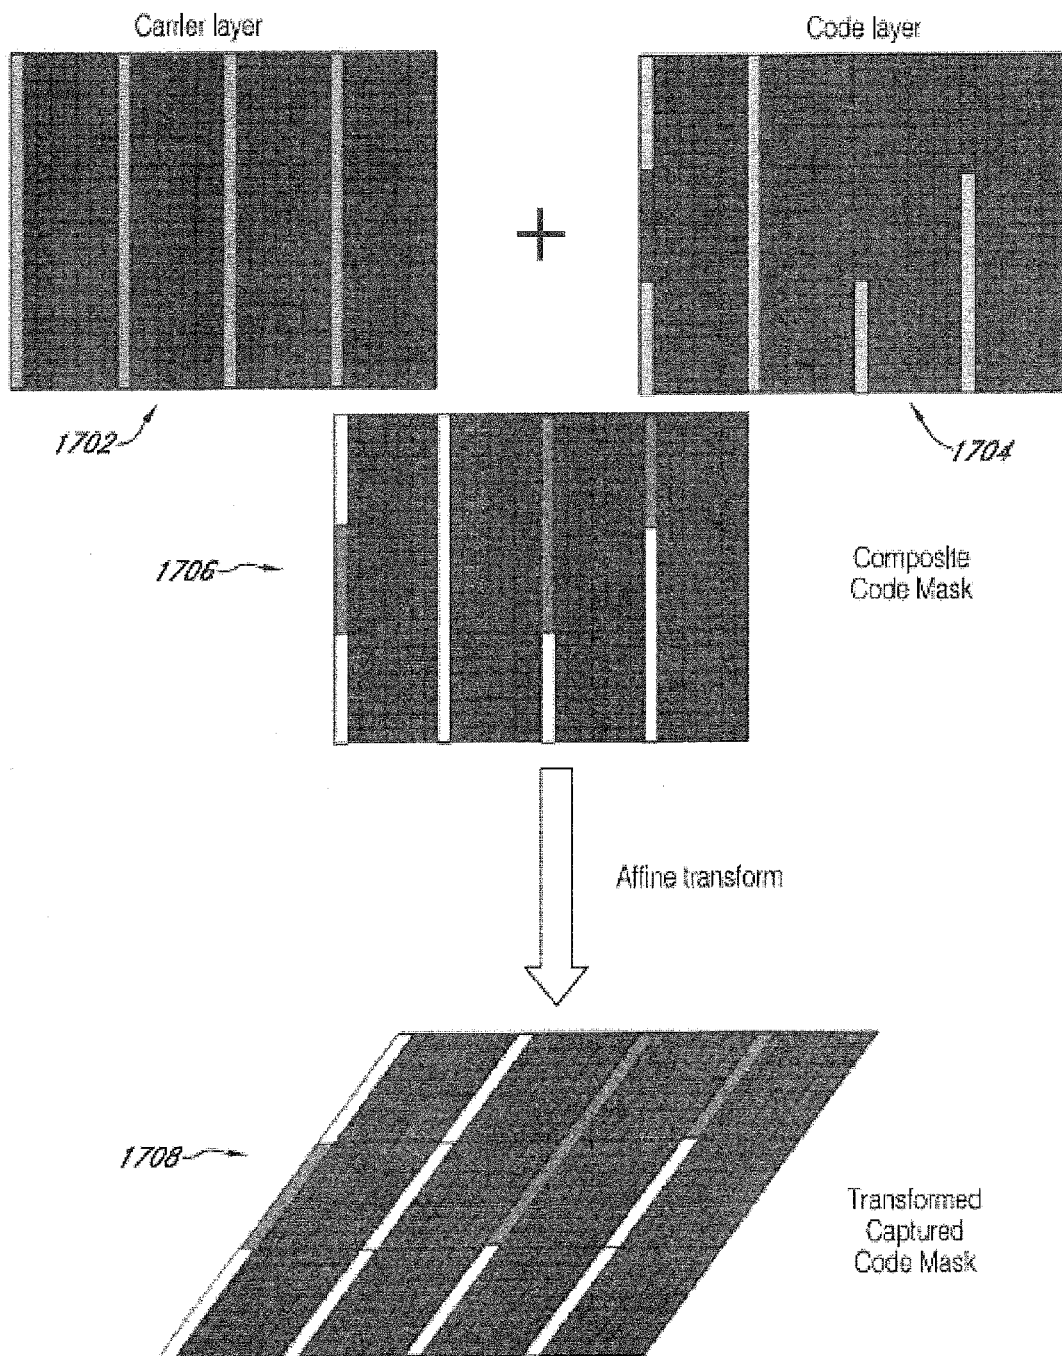 Carrier layer
Code layer
+
1702
1704
1706
Composite
Code Mask
Affine transform
1708
Transformed
Captured
Code Mask